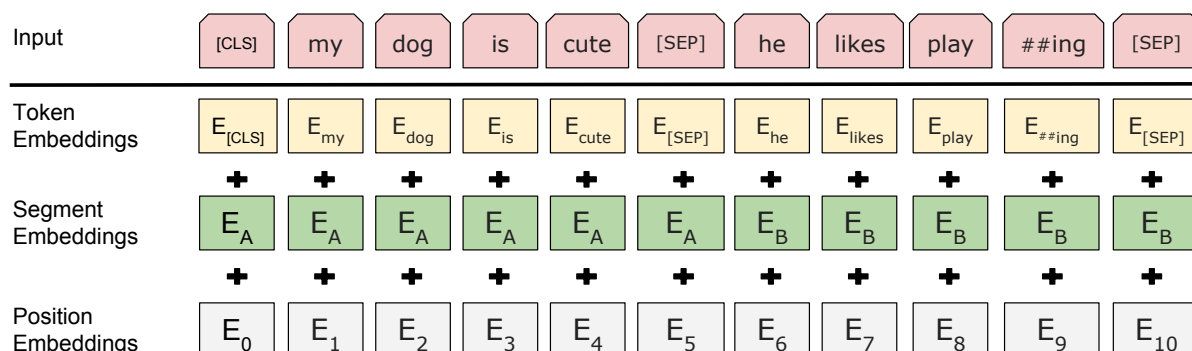 Input [CLS] my dog is cute [SEP] he likes play ##ing [SEP]
Token
Embeddings
E[CLS] Emy Edog Eis Ecute E[SEP] Ehe Elikes Eplay E##ing E[SEP]
+ + + + + + + + + + +
Segment
Embeddings
EA EA EA EA EA EA EB EB EB EB EB
+ + + + + + + + + + +
Position
Embeddings
E0 E1 E2 E3 E4 E5 E6 E7 E8 E9 E10